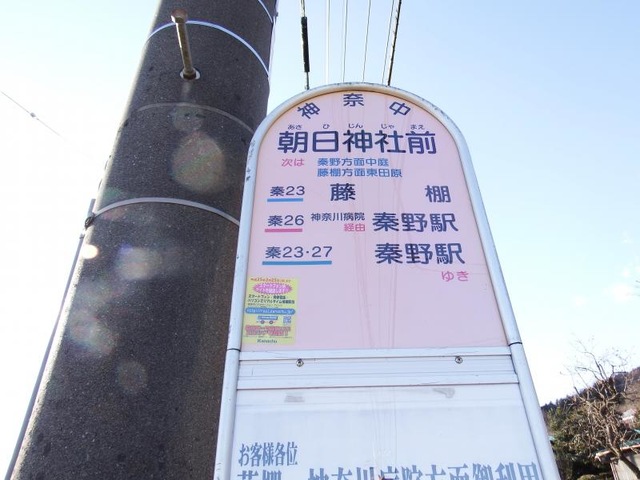 神奈中
あさ ひ じん じゃ まえ
朝日神社前
次は 秦野方面中庭
藤棚方面東田原
秦23 藤 棚
秦26 神奈川病院経由 秦野駅
秦23・27 秦野駅
ゆき
お客様各位